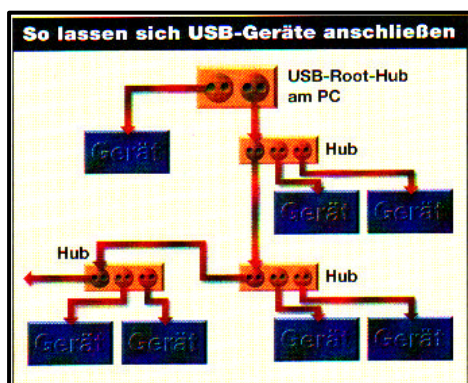 So lassen sich USB-Geräte anschließen
USB-Root-Hub
am PC
Gerät
Hub
Gerät
Gerät
Hub
Hub
Gerät
Gerät
Gerät
Gerät